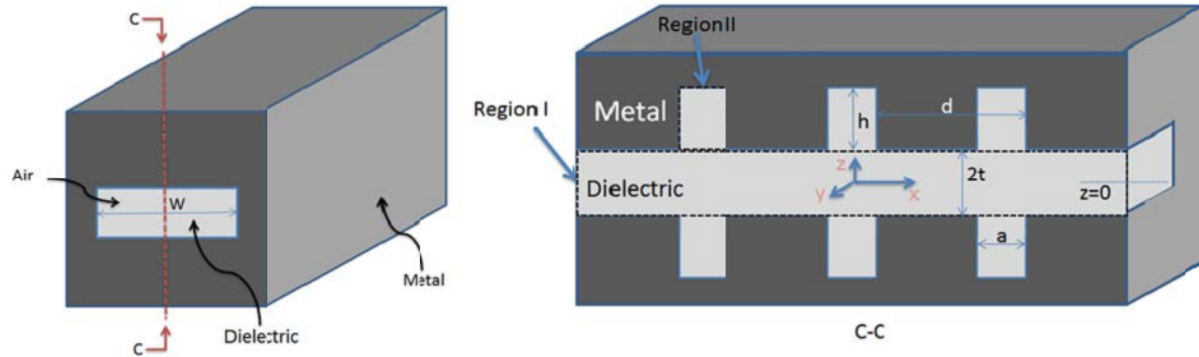 C
Air
W
Metal
Dielectric
C
Region II
Region I
Metal
h
d
Dielectric
z
y
x
2t
z=0
a
C-C